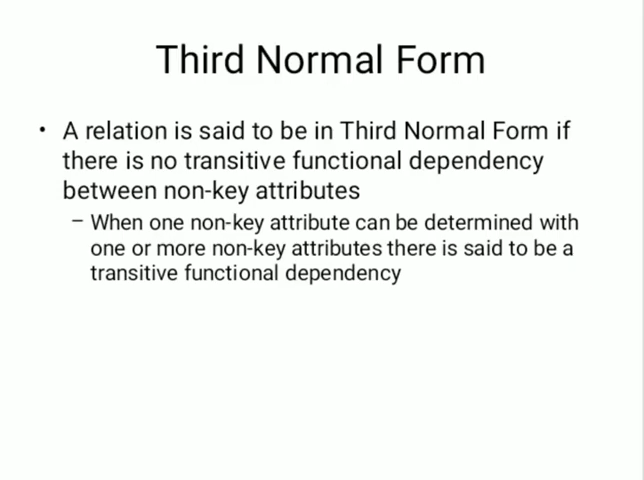 Third Normal Form
• A relation is said to be in Third Normal Form if
there is no transitive functional dependency
between non-key attributes
– When one non-key attribute can be determined with
one or more non-key attributes there is said to be a
transitive functional dependency